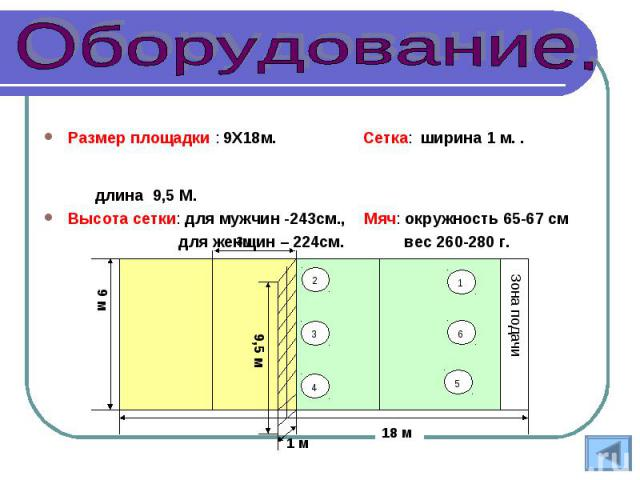 Оборудование.
Размер площадки : 9Х18м. Сетка: ширина 1 м. .
длина 9,5 М.
Высота сетки: для мужчин -243см., Мяч: окружность 65-67 см
для женщин – 224см. вес 260-280 г.
9 м
9,5 м
2
1
3
6
4
5
Зона подачи
18 м
1 м
.ru